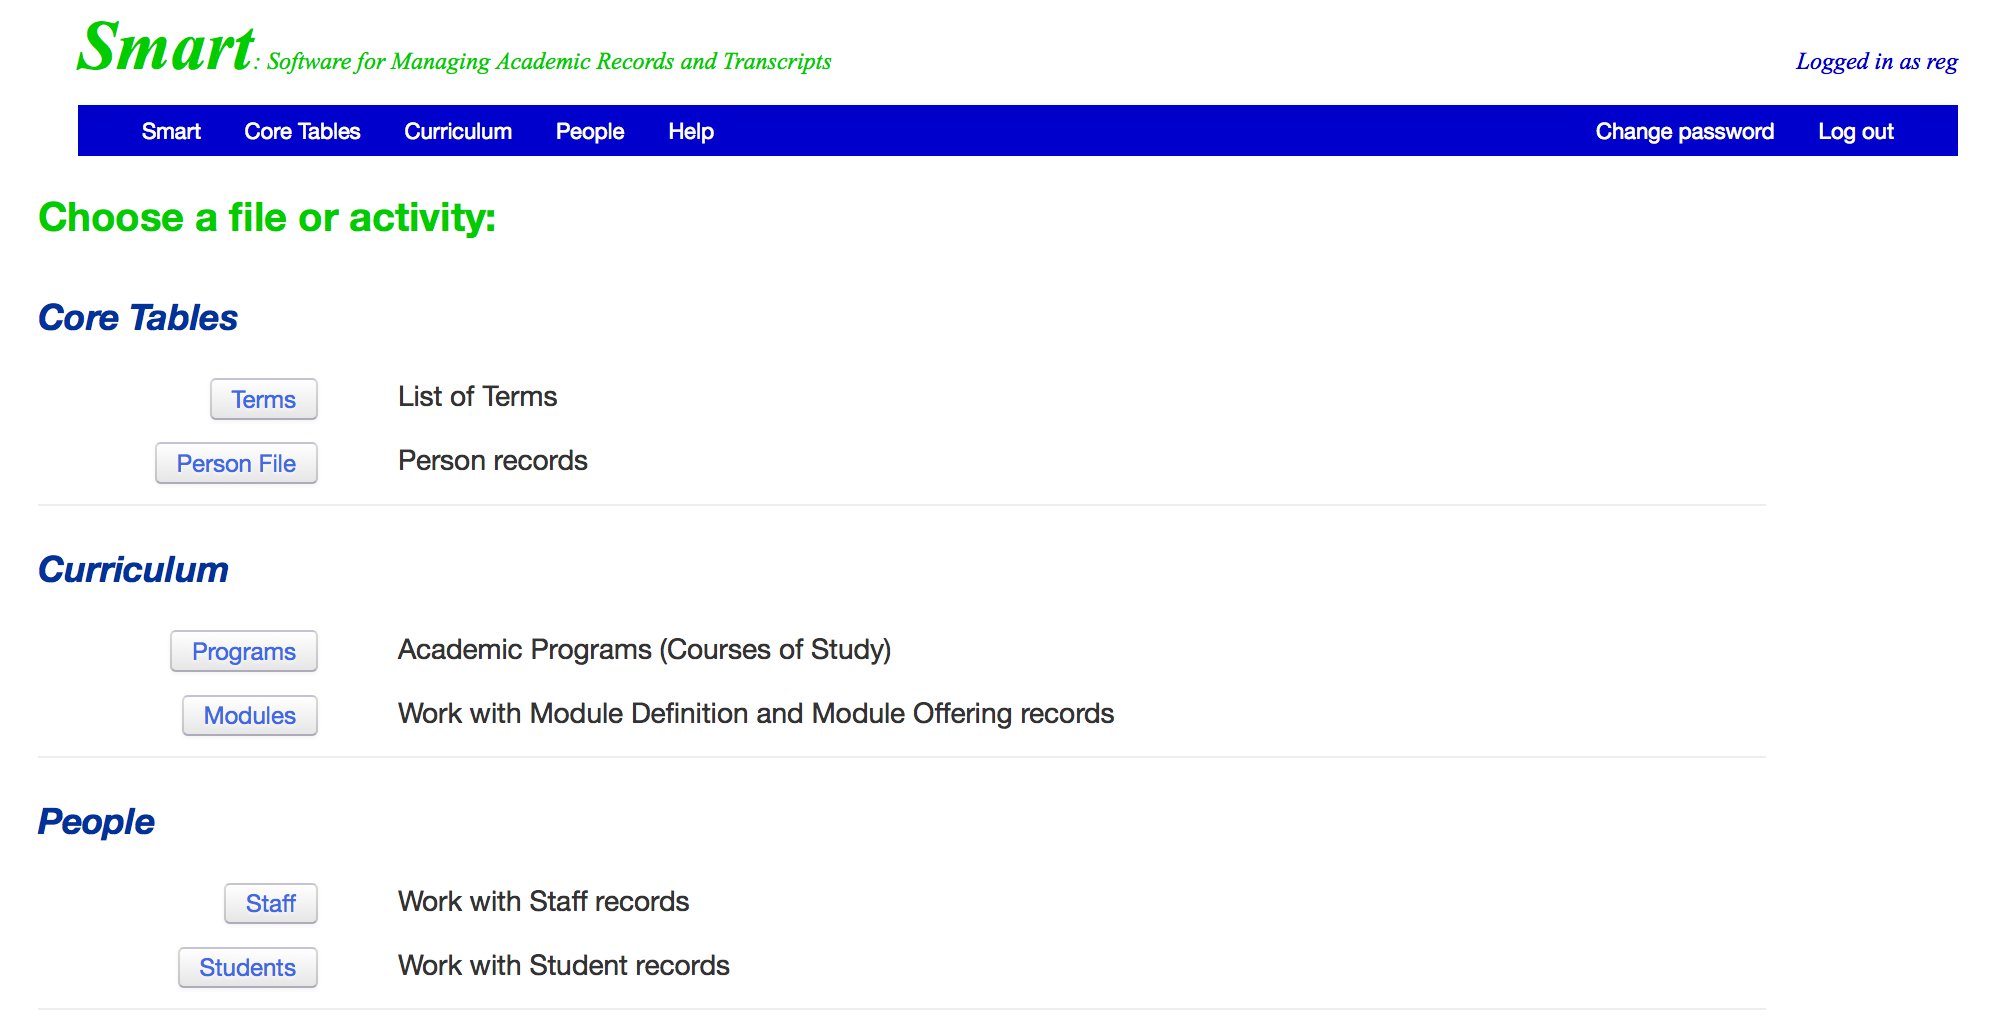 Smart: Software for Managing Academic Records and Transcripts
Logged in as reg
Smart Core Tables Curriculum People Help Change password Log out
Choose a file or activity:
Core Tables
Terms List of Terms
Person File Person records
Curriculum
Programs Academic Programs (Courses of Study)
Modules Work with Module Definition and Module Offering records
People
Staff Work with Staff records
Students Work with Student records